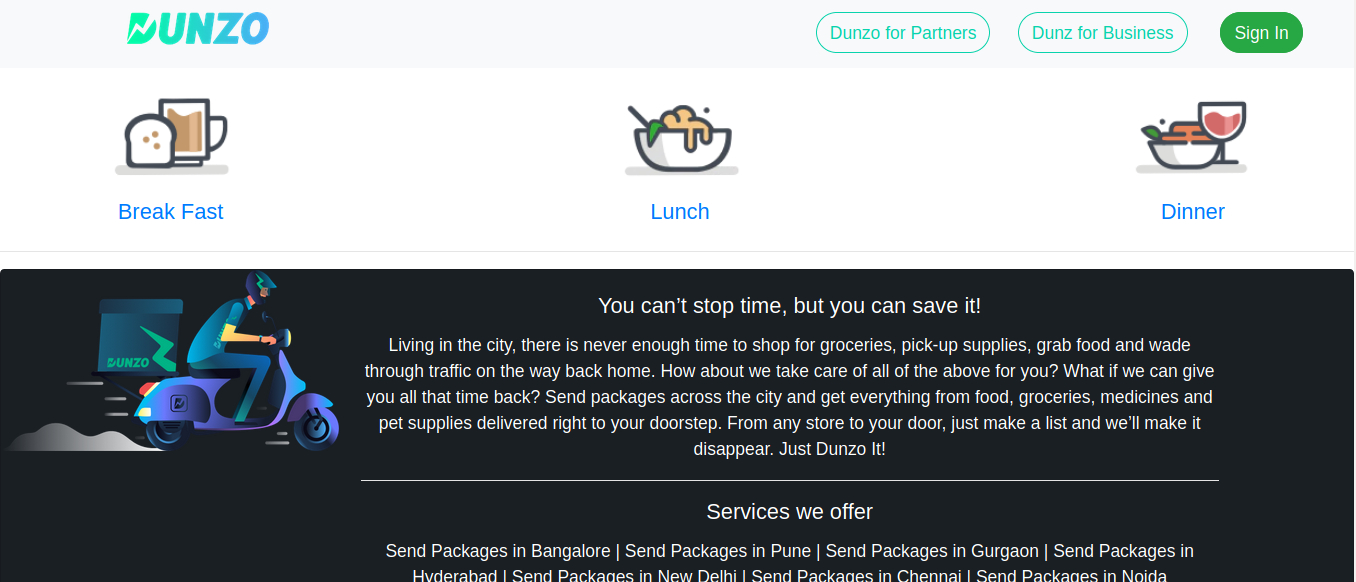 DUNZO
Dunzo for Partners
Dunz for Business
Sign In
Break Fast
Lunch
Dinner
DUNZO
You can’t stop time, but you can save it!
Living in the city, there is never enough time to shop for groceries, pick-up supplies, grab food and wade
through traffic on the way back home. How about we take care of all of the above for you? What if we can give
you all that time back? Send packages across the city and get everything from food, groceries, medicines and
pet supplies delivered right to your doorstep. From any store to your door, just make a list and we’ll make it
disappear. Just Dunzo It!
Services we offer
Send Packages in Bangalore | Send Packages in Pune | Send Packages in Gurgaon | Send Packages in
Hyderabad | Send Packages in New Delhi | Send Packages in Chennai | Send Packages in Noida